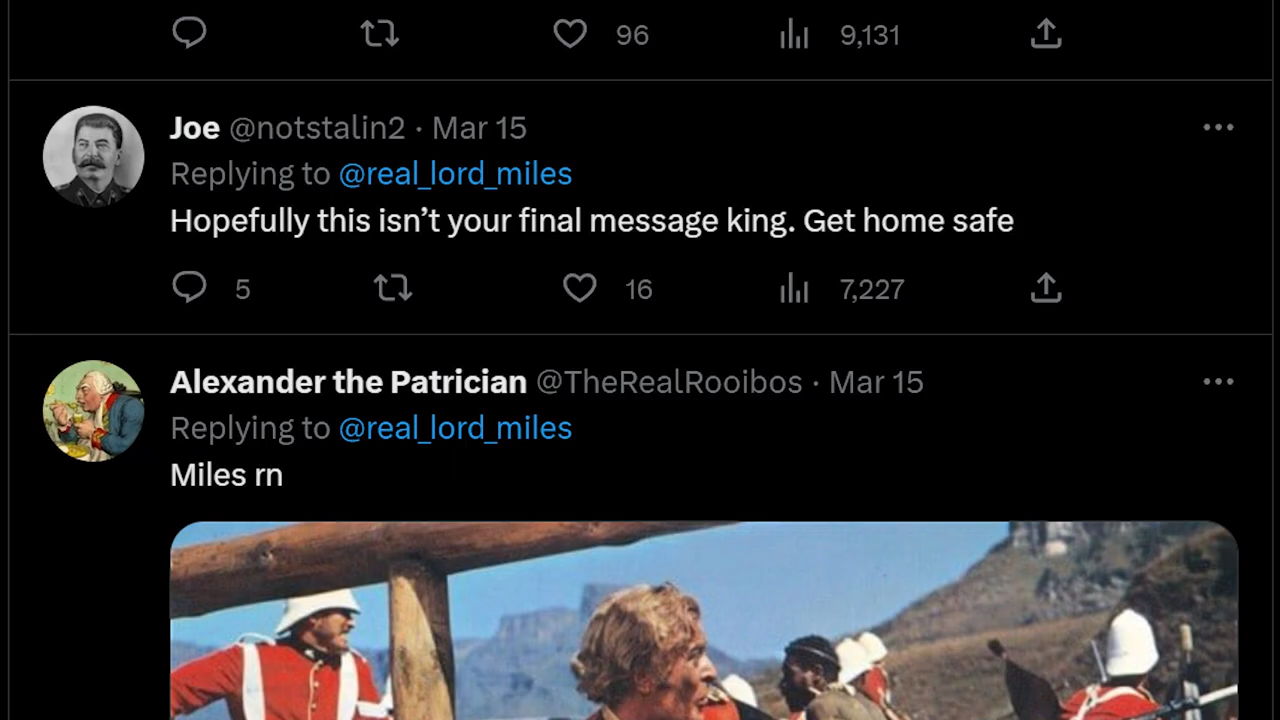 96 9,131
Joe @notstalin2 · Mar 15
Replying to @real_lord_miles
Hopefully this isn’t your final message king. Get home safe
5 16 7,227
Alexander the Patrician @TheRealRooibos · Mar 15
Replying to @real_lord_miles
Miles rn